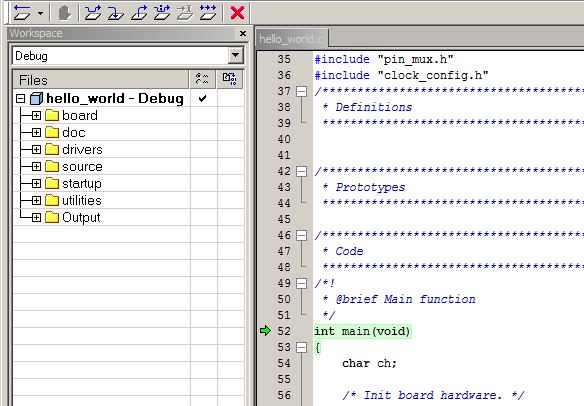 Workspace
Debug
Files
hello_world - Debug
board
doc
drivers
source
startup
utilities
Output
hello_world.c
35 #include "pin_mux.h"
36 #include "clock_config.h"
37 /*****************************************
38 * Definitions
39 *****************************************
40
41
42 /*****************************************
43 * Prototypes
44 *****************************************
45
46 /*****************************************
47 * Code
48 *****************************************
49 /*!
50 * @brief Main function
51 */
52 int main(void)
53 {
54 char ch;
55
56 /* Init board hardware. */